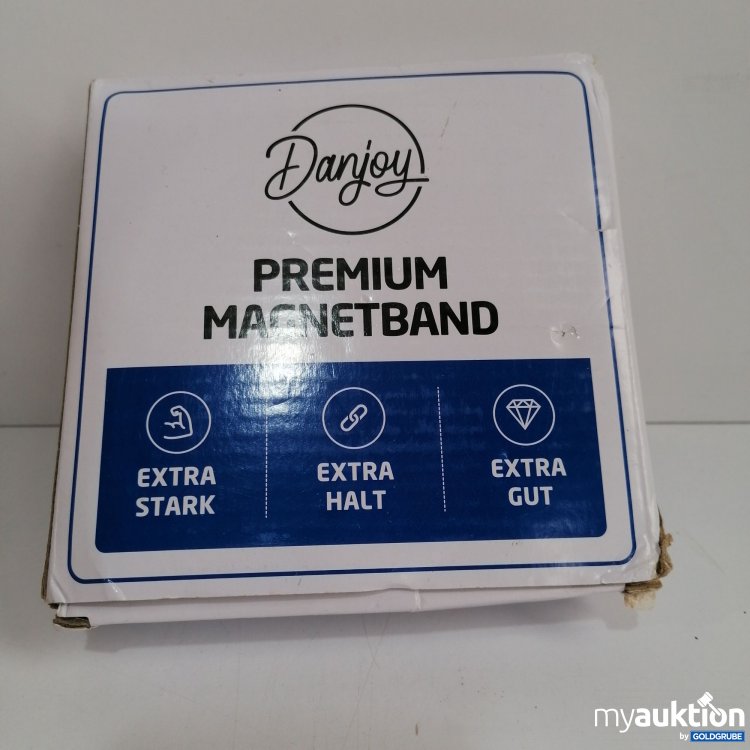 Danjoy
PREMIUM
MAGNETBAND
EXTRA
STARK
EXTRA
HALT
EXTRA
GUT
myauktion
by GOLDGRUBE